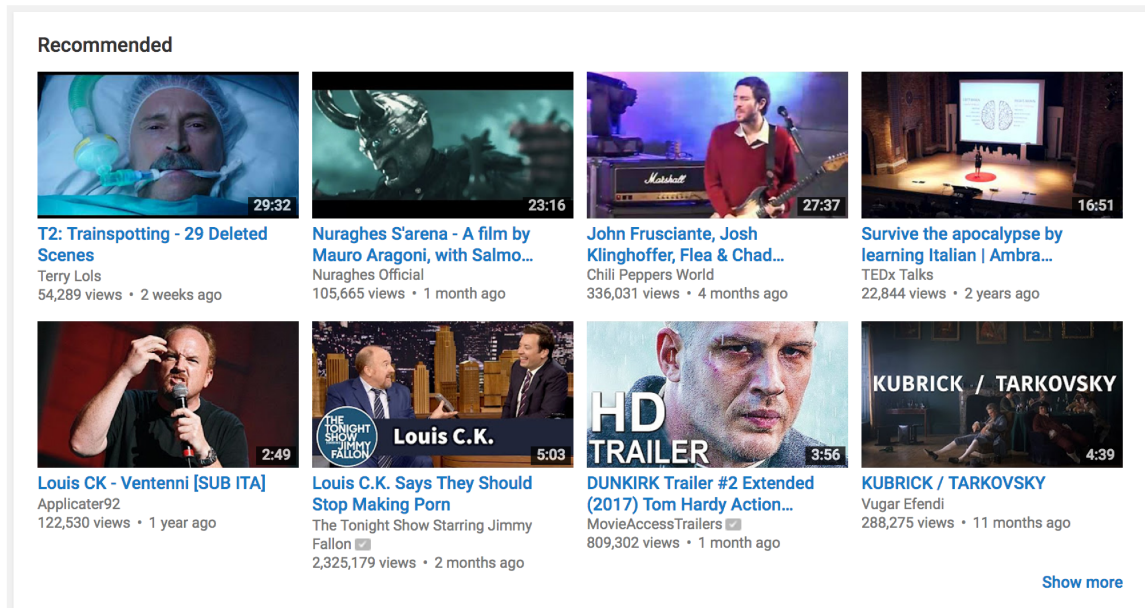 Recommended
29:32
23:16
Marshall
27:37
16:51
T2: Trainspotting - 29 Deleted
Scenes
Terry Lols
54,289 views • 2 weeks ago
Nuraghes S'arena - A film by
Mauro Aragoni, with Salmo...
Nuraghes Official
105,665 views • 1 month ago
John Frusciante, Josh
Klinghoffer, Flea & Chad...
Chili Peppers World
336,031 views • 4 months ago
Survive the apocalypse by
learning Italian | Ambra...
TEDx Talks
22,844 views • 2 years ago
2:49
THE
TONIGHT
SHOW
JIMMY
FALLON
Louis C.K.
5:03
HD
TRAILER
3:56
KUBRICK / TARKOVSKY
4:39
Louis CK - Ventenni [SUB ITA]
Applicater92
122,530 views • 1 year ago
Louis C.K. Says They Should
Stop Making Porn
The Tonight Show Starring Jimmy
Fallon
2,325,179 views • 2 months ago
DUNKIRK Trailer #2 Extended
(2017) Tom Hardy Action...
MovieAccessTrailers
809,302 views • 1 month ago
KUBRICK / TARKOVSKY
Vugar Efendi
288,275 views • 11 months ago
Show more